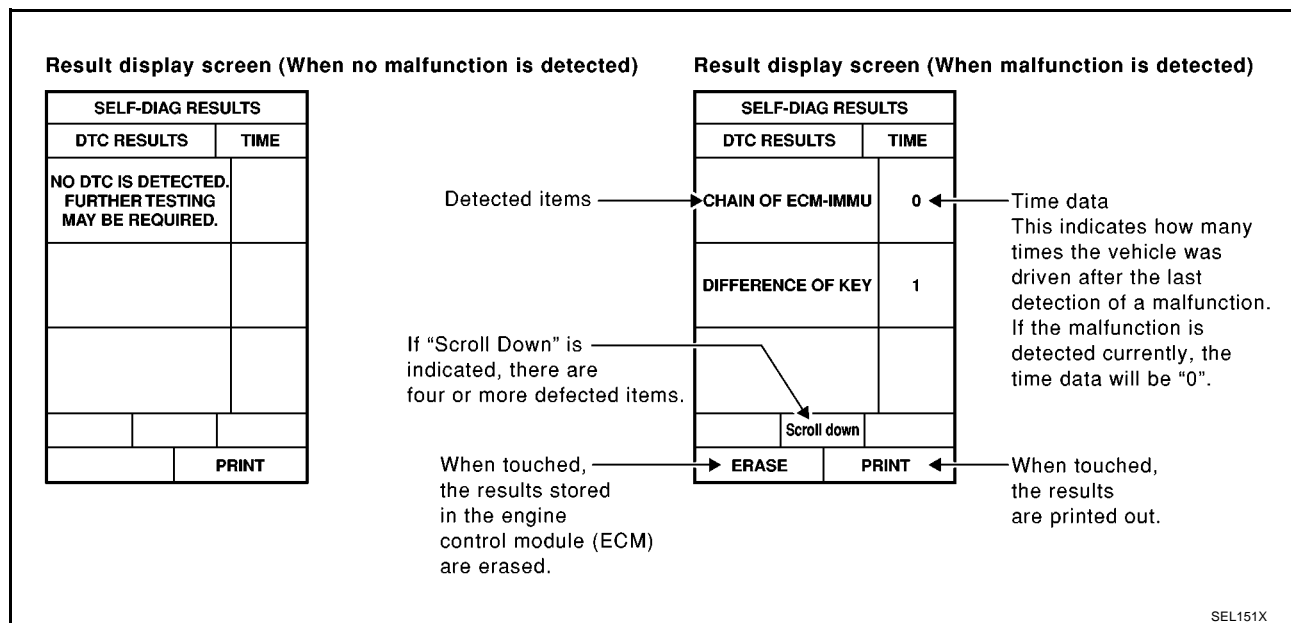 Result display screen (When no malfunction is detected)
SELF-DIAG RESULTS
DTC RESULTS
TIME
NO DTC IS DETECTED.
FURTHER TESTING
MAY BE REQUIRED.
PRINT
Result display screen (When malfunction is detected)
SELF-DIAG RESULTS
DTC RESULTS
TIME
Detected items
CHAIN OF ECM-IMMU
0
Time data
This indicates how many
times the vehicle was
driven after the last
detection of a malfunction.
If the malfunction is
detected currently, the
time data will be “0”.
DIFFERENCE OF KEY
1
If “Scroll Down” is
indicated, there are
four or more defected items.
Scroll down
When touched,
the results stored
in the engine
control module (ECM)
are erased.
ERASE
PRINT
When touched,
the results
are printed out.
SEL151X